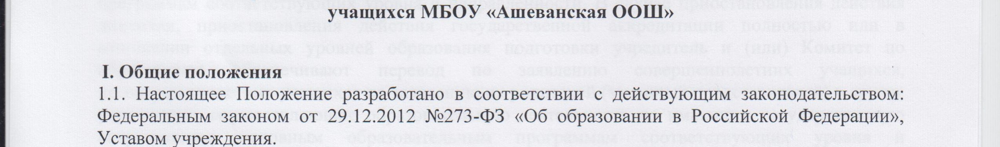 учащихся МБОУ «Ашеванская ООШ»
I. Общие положения
1.1. Настоящее Положение разработано в соответствии с действующим законодательством:
Федеральным законом от 29.12.2012 №273-ФЗ «Об образовании в Российской Федерации»,
Уставом учреждения.